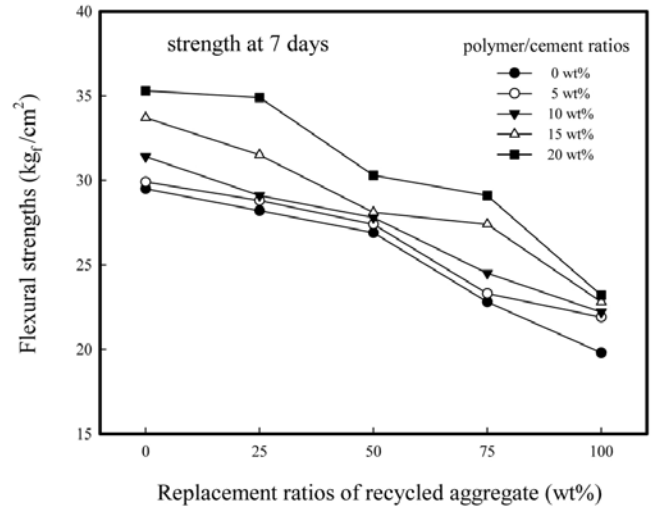 40
35
30
25
20
15
Flexural strengths (kgf/cm²)
strength at 7 days
polymer/cement ratios
0 wt%
5 wt%
10 wt%
15 wt%
20 wt%
0 25 50 75 100
Replacement ratios of recycled aggregate (wt%)